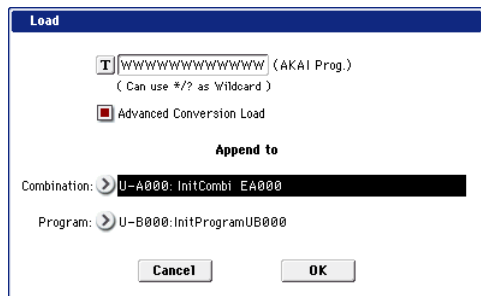 Load
T WWWWWWWWWWWW (AKAI Prog.)
( Can use */? as Wildcard )
Advanced Conversion Load
Append to
Combination: U-A000: InitCombi EA000
Program: U-B000:InitProgramUB000
Cancel OK